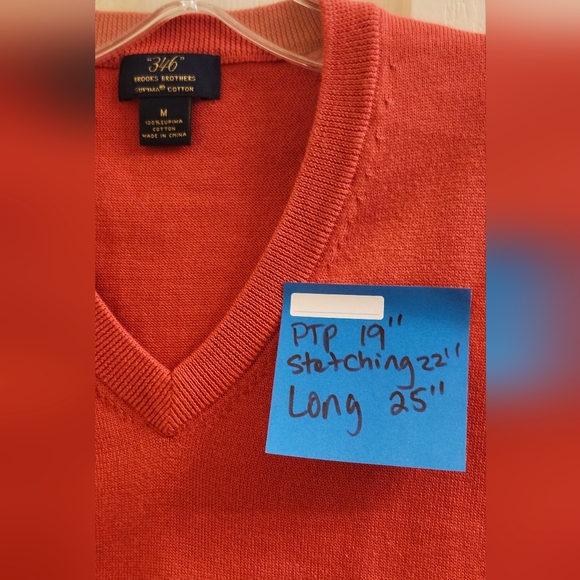 "346"
BROOKS BROTHERS
SUPIMA® COTTON
M
100% SUPIMA
COTTON
MADE IN CHINA
PTP 19"
Stetching 22"
Long 25"